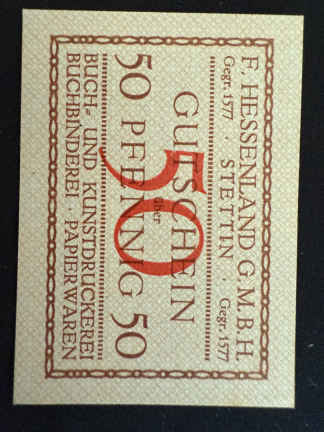 F. HESSENLAND G.M.B.H.
Gegr. 1577 · STETTIN · Gegr. 1577
GUTSCHEIN
über
50
50 PFENNIG 50
BUCH- UND KUNSTDRUCKEREI
BUCHBINDEREI · PAPIERWAREN